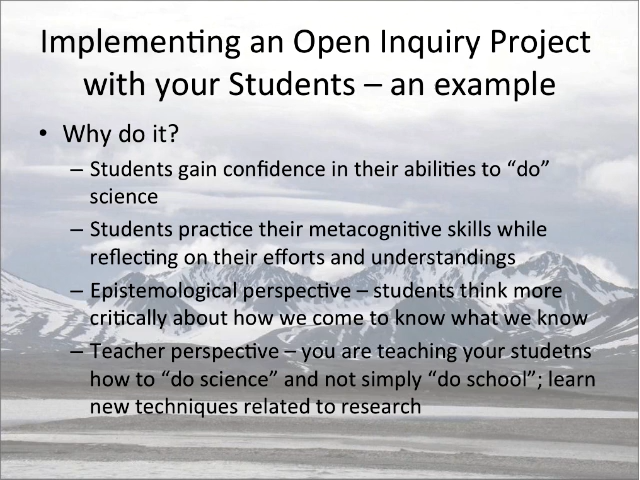 Implementing an Open Inquiry Project
with your Students – an example
• Why do it?
– Students gain confidence in their abilities to “do”
science
– Students practice their metacognitive skills while
reflecting on their efforts and understandings
– Epistemological perspective – students think more
critically about how we come to know what we know
– Teacher perspective – you are teaching your studetns
how to “do science” and not simply “do school”; learn
new techniques related to research